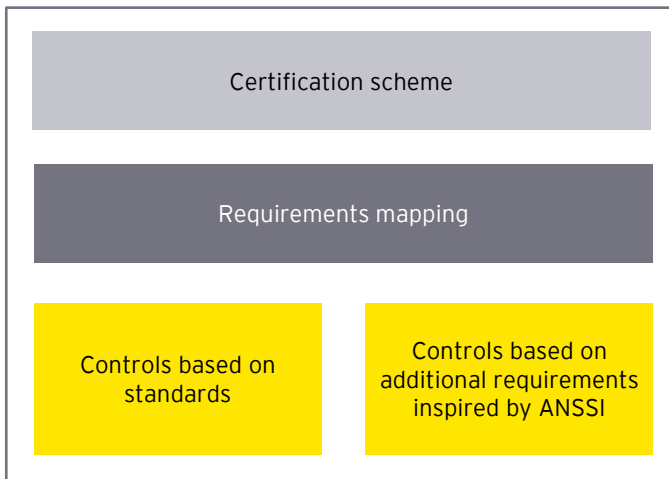 Certification scheme
Requirements mapping
Controls based on
standards
Controls based on
additional requirements
inspired by ANSSI